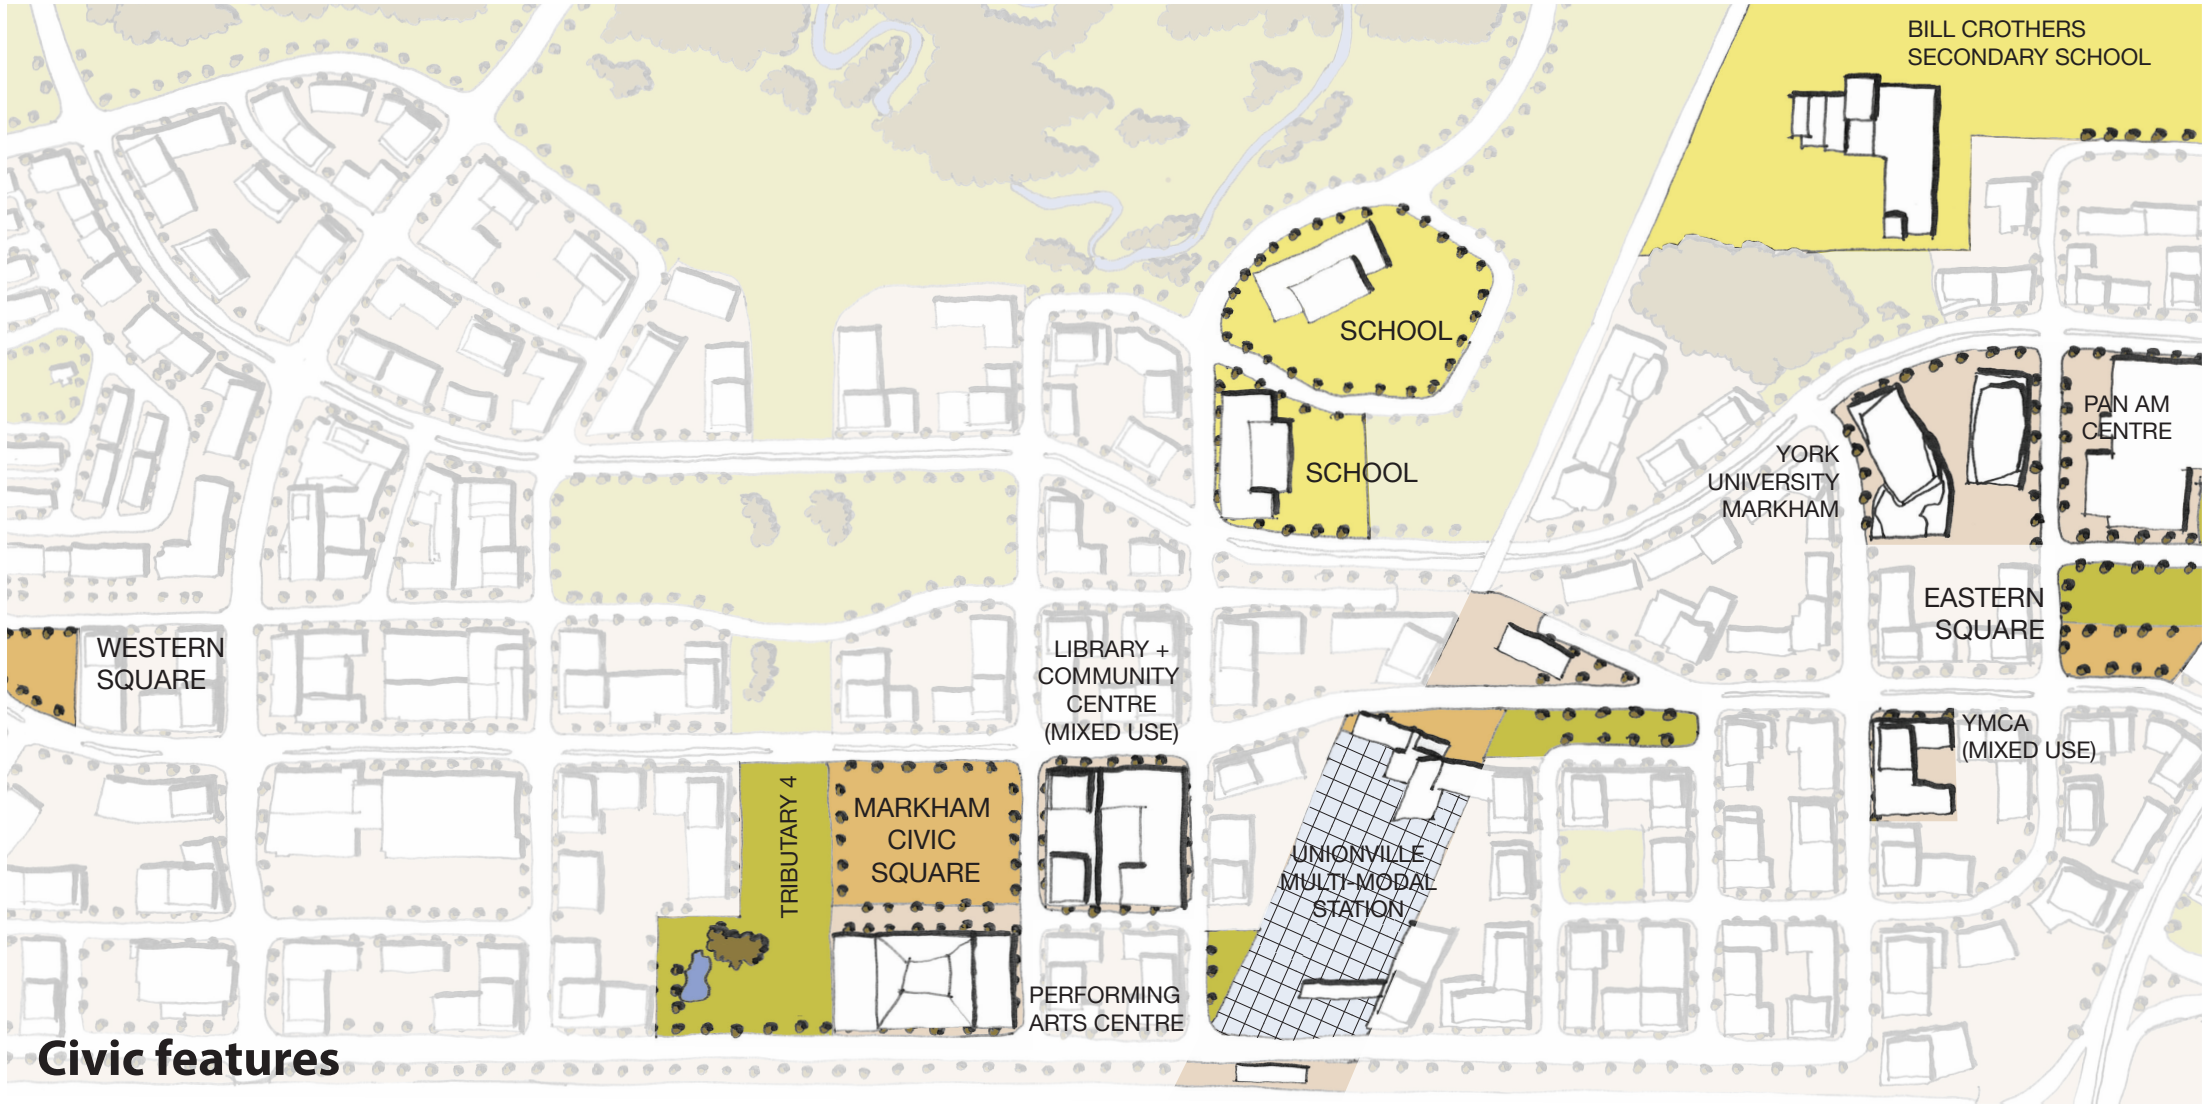 BILL CROTHERS
SECONDARY SCHOOL
SCHOOL
SCHOOL
PAN AM
CENTRE
YORK
UNIVERSITY
MARKHAM
EASTERN
SQUARE
WESTERN
SQUARE
LIBRARY +
COMMUNITY
CENTRE
(MIXED USE)
YMCA
(MIXED USE)
TRIBUTARY 4
MARKHAM
CIVIC
SQUARE
UNIONVILLE
MULTI-MODAL
STATION
PERFORMING
ARTS CENTRE
Civic features